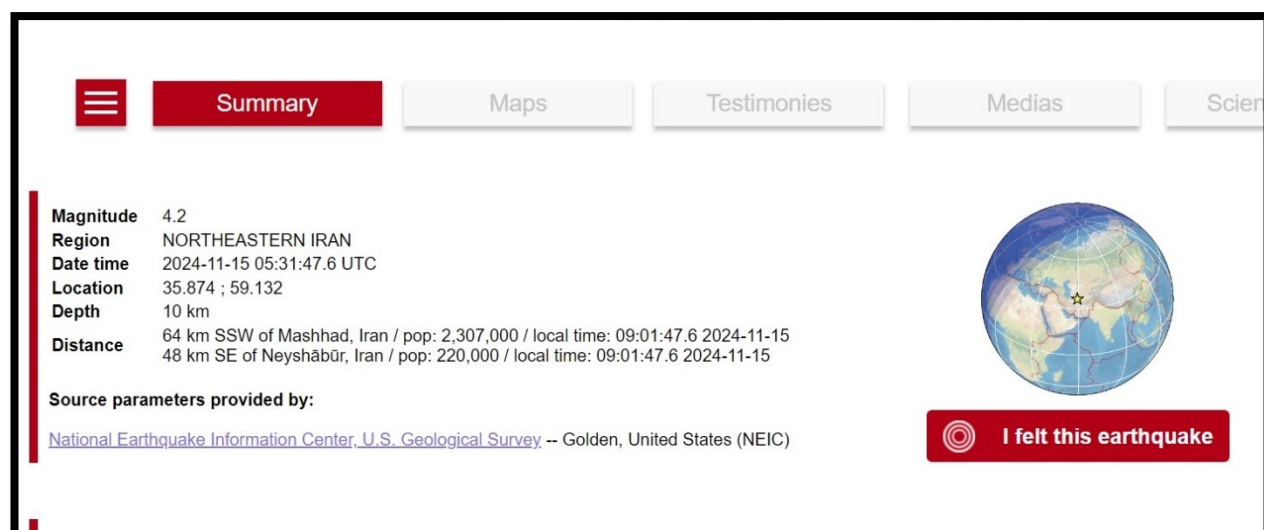 Summary
Maps
Testimonies
Medias
Scien
Magnitude 4.2
Region NORTHEASTERN IRAN
Date time 2024-11-15 05:31:47.6 UTC
Location 35.874 ; 59.132
Depth 10 km
Distance 64 km SSW of Mashhad, Iran / pop: 2,307,000 / local time: 09:01:47.6 2024-11-15
48 km SE of Neyshābūr, Iran / pop: 220,000 / local time: 09:01:47.6 2024-11-15
Source parameters provided by:
National Earthquake Information Center, U.S. Geological Survey -- Golden, United States (NEIC)
I felt this earthquake